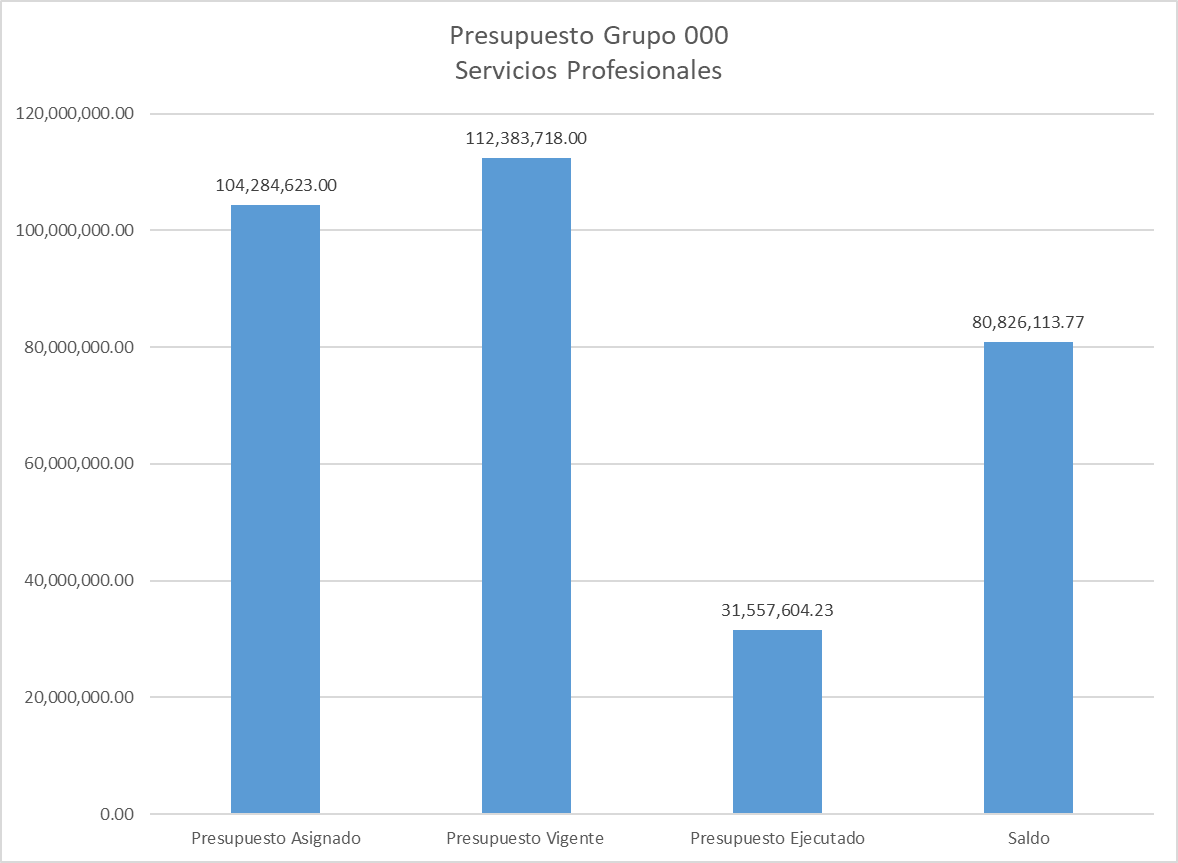 Presupuesto Grupo 000
Servicios Profesionales
120,000,000.00
112,383,718.00
104,284,623.00
100,000,000.00
80,826,113.77
80,000,000.00
60,000,000.00
40,000,000.00
31,557,604.23
20,000,000.00
0.00
Presupuesto Asignado
Presupuesto Vigente
Presupuesto Ejecutado
Saldo